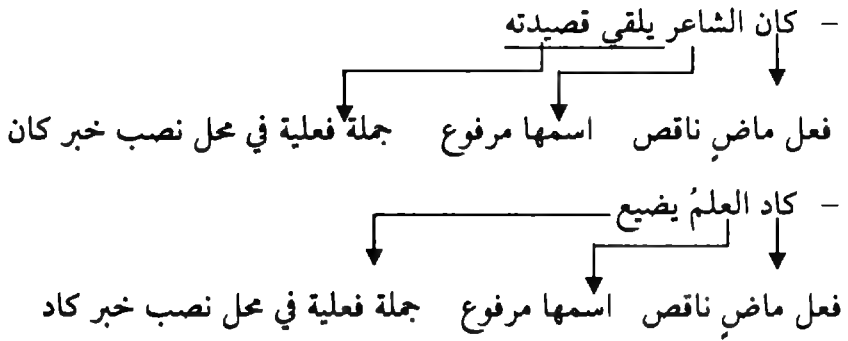 – كان الشاعر يلقي قصيدته
فعل ماضٍ ناقص اسمها مرفوع جملة فعلية في محل نصب خبر كان
– كاد العلمُ يضيع
فعل ماضٍ ناقص اسمها مرفوع جملة فعلية في محل نصب خبر كاد